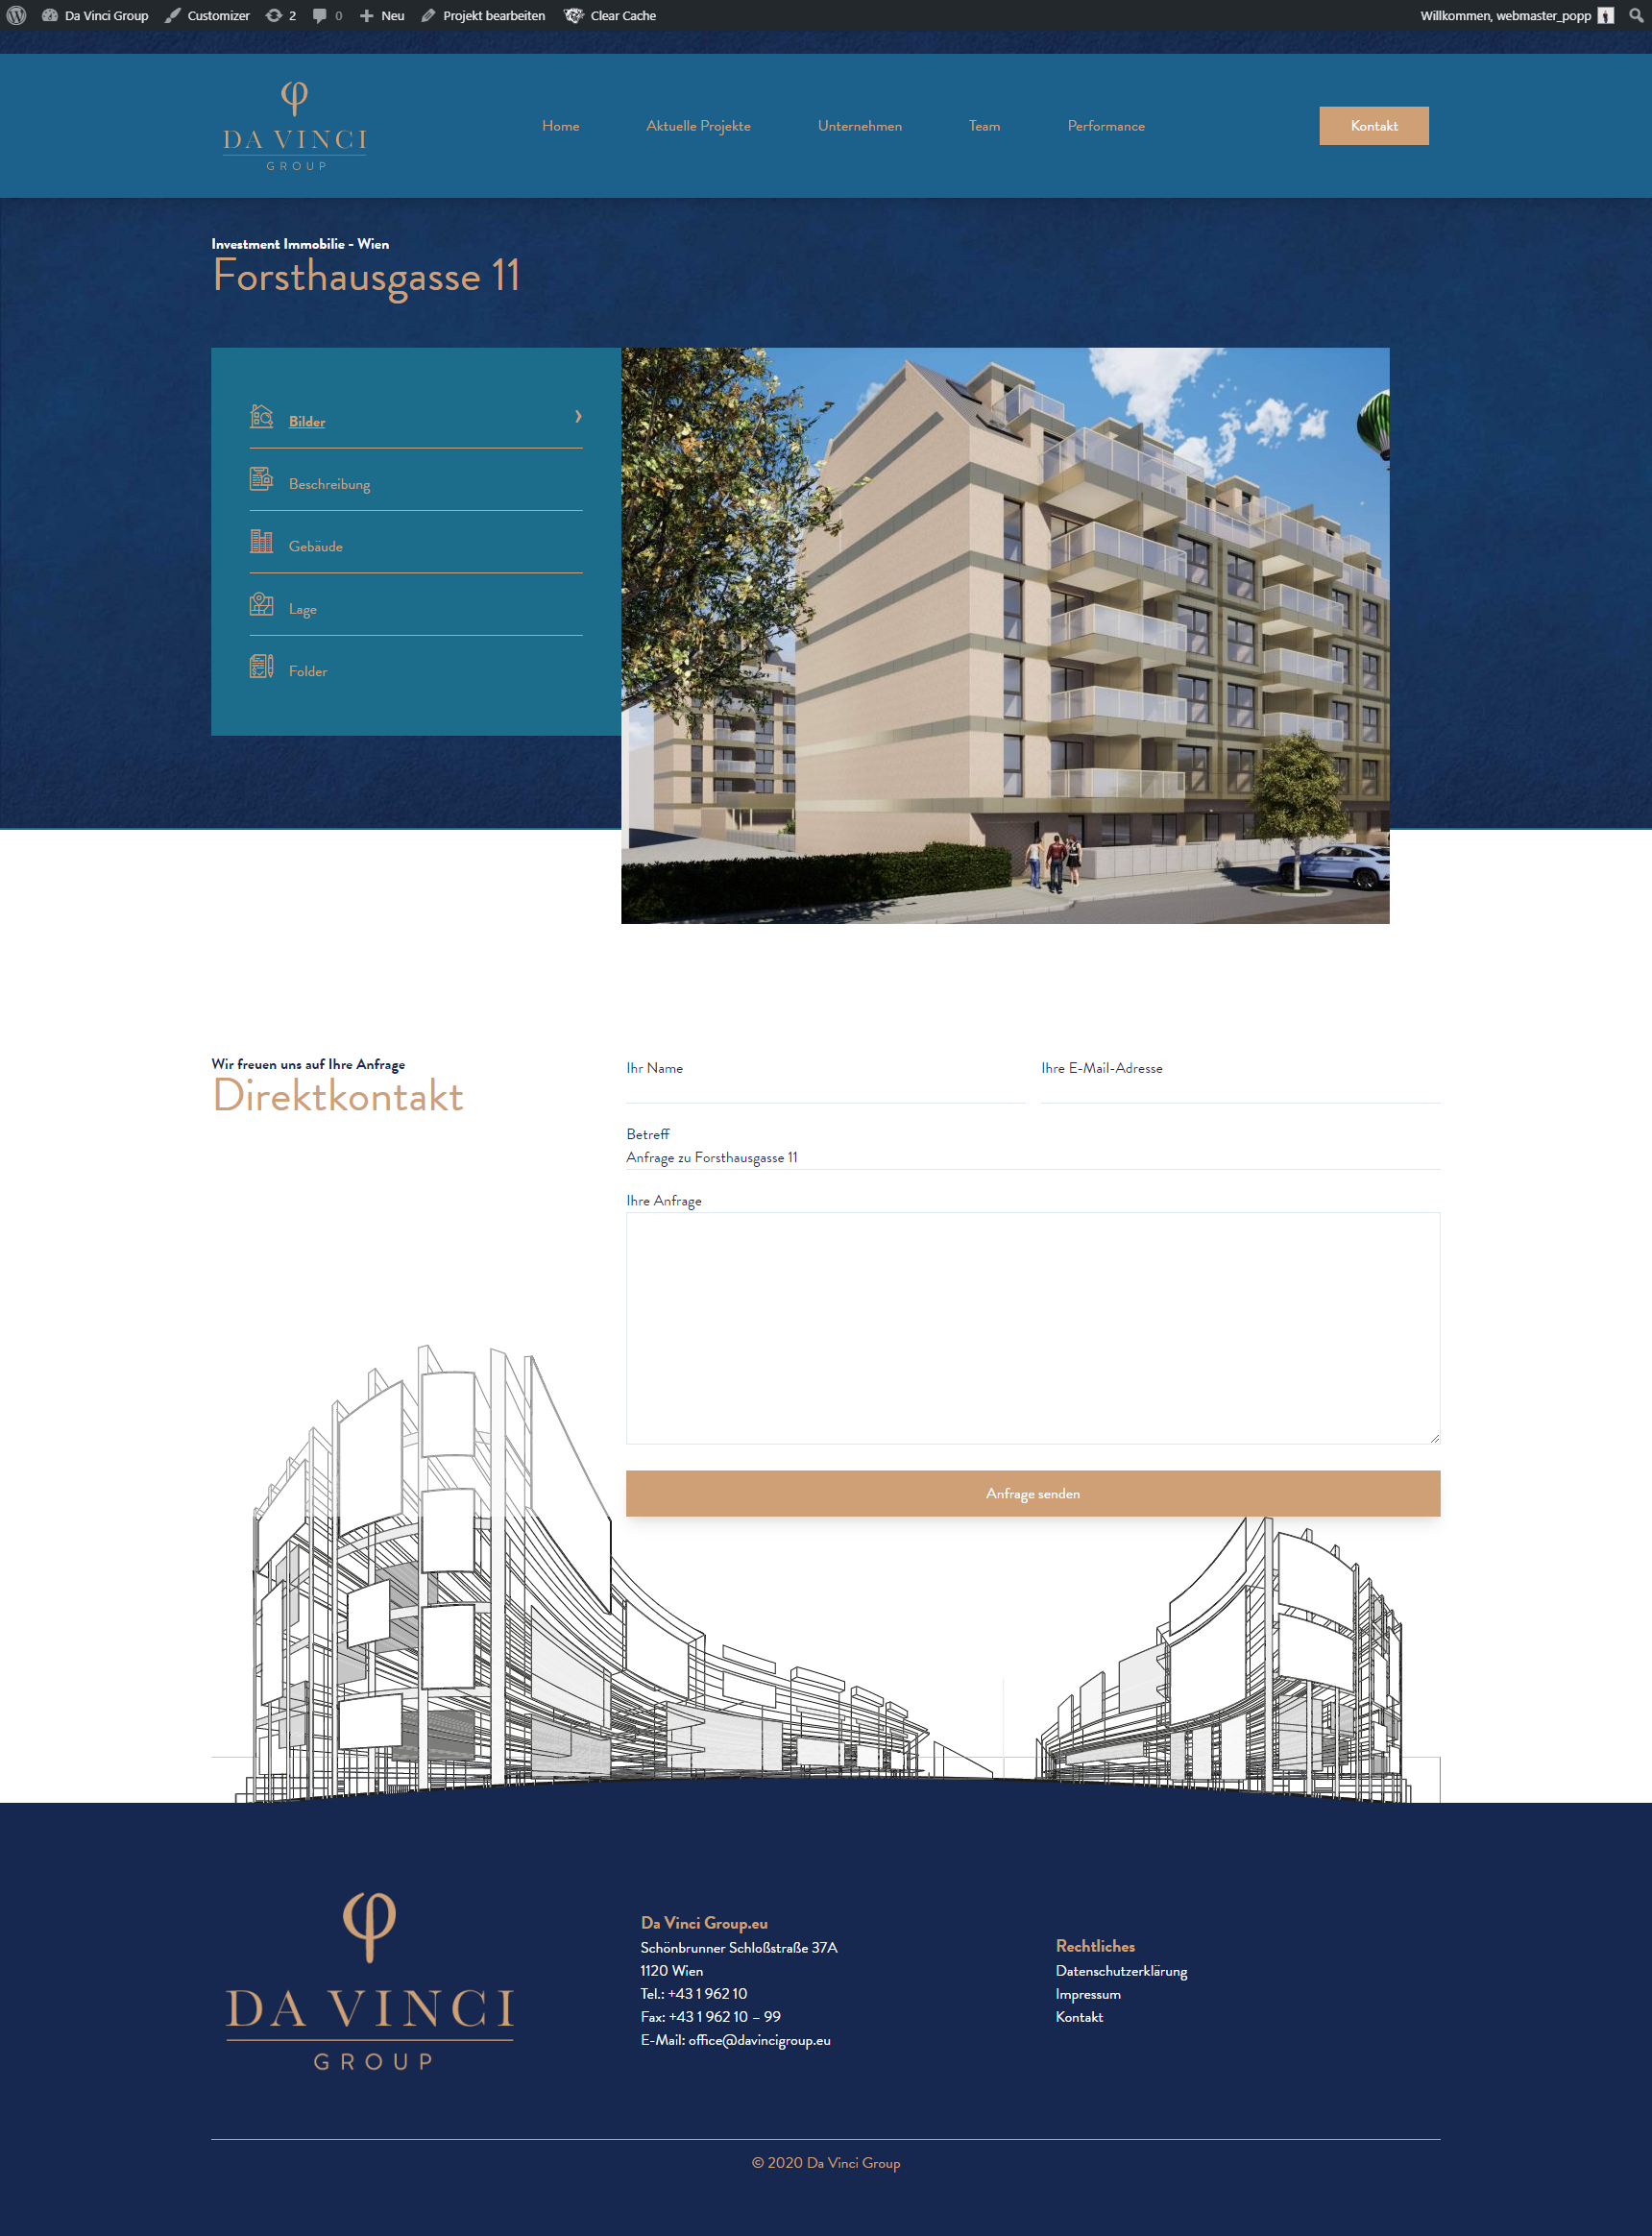 Da Vinci Group Customizer 2 0 Neu Projekt bearbeiten Clear Cache Willkommen, webmaster_popp
DA VINCI
GROUP
Home Aktuelle Projekte Unternehmen Team Performance Kontakt
Investment Immobilie - Wien
Forsthausgasse 11
Bilder
Beschreibung
Gebäude
Lage
Folder
Wir freuen uns auf Ihre Anfrage
Direktkontakt
Ihr Name Ihre E-Mail-Adresse
Betreff
Anfrage zu Forsthausgasse 11
Ihre Anfrage
Anfrage senden
DA VINCI
GROUP
Da Vinci Group.eu
Schönbrunner Schloßstraße 37A
1120 Wien
Tel.: +43 1 962 10
Fax: +43 1 962 10 – 99
E-Mail: office@davincigroup.eu
Rechtliches
Datenschutzerklärung
Impressum
Kontakt
© 2020 Da Vinci Group